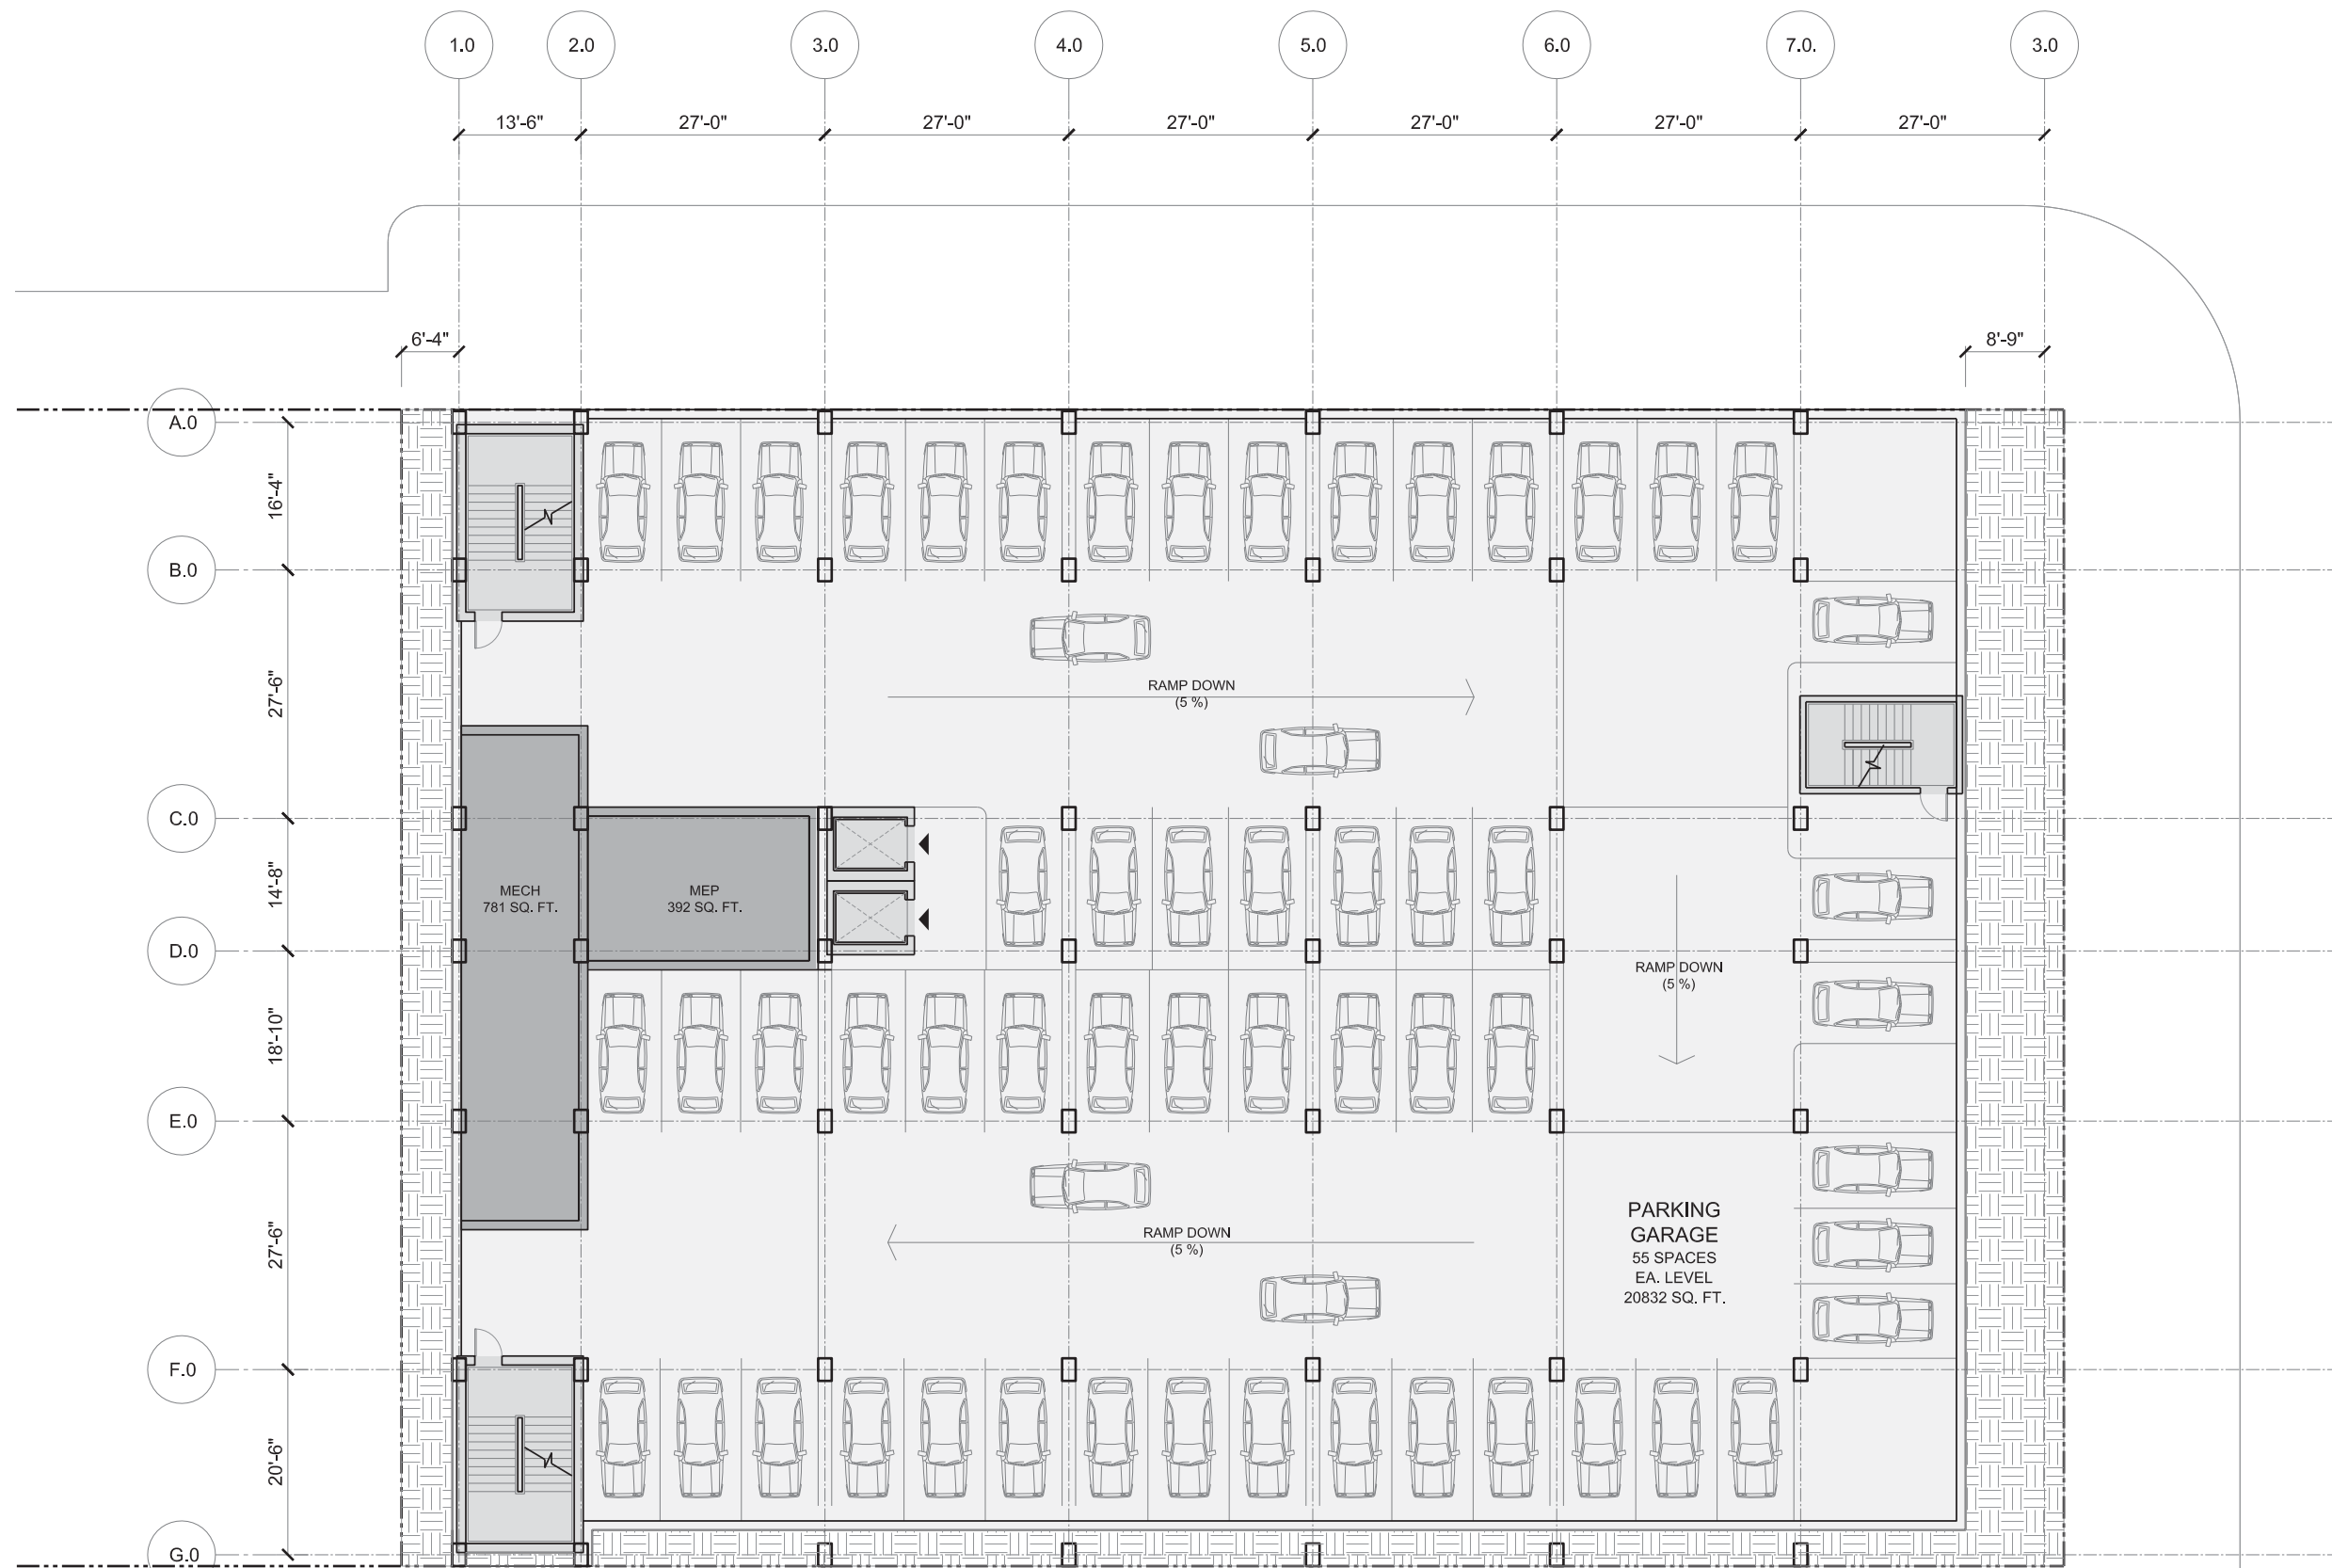 1.0 2.0 3.0 4.0 5.0 6.0 7.0. 3.0
13'-6" 27'-0" 27'-0" 27'-0" 27'-0" 27'-0" 27'-0"
6'-4" 8'-9"
A.0
16'-4"
B.0
27'-6"
RAMP DOWN
(5 %)
C.0
14'-8"
MECH
781 SQ. FT.
MEP
392 SQ. FT.
D.0
RAMP DOWN
(5 %)
18'-10"
E.0
27'-6"
RAMP DOWN
(5 %)
PARKING
GARAGE
55 SPACES
EA. LEVEL
20832 SQ. FT.
F.0
20'-6"
G.0